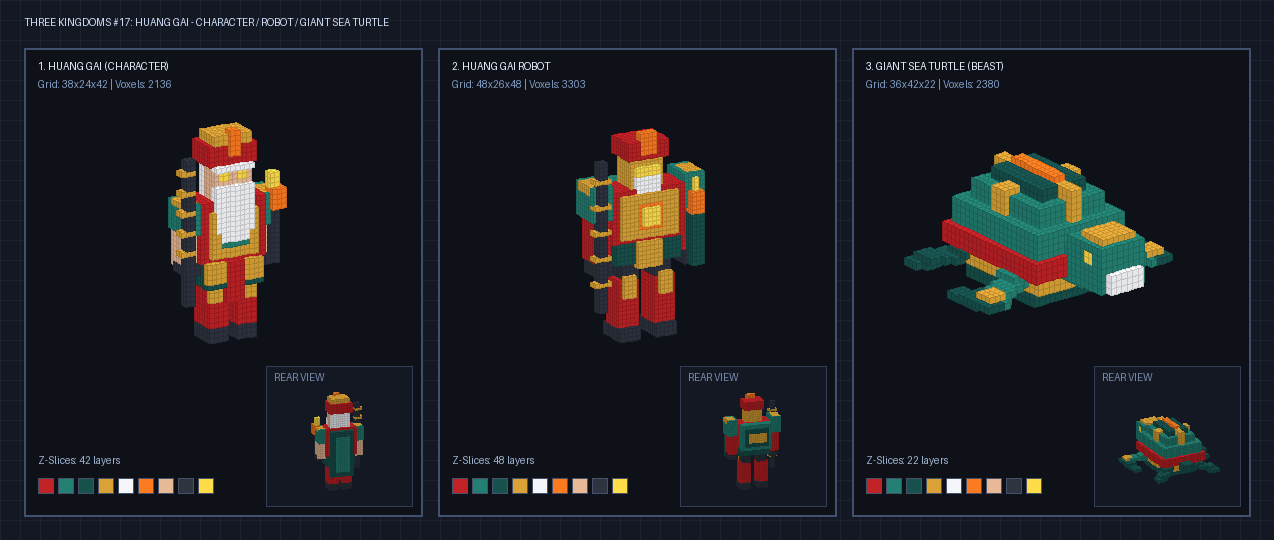 THREE KINGDOMS #17: HUANG GAI - CHARACTER / ROBOT / GIANT SEA TURTLE
1. HUANG GAI (CHARACTER)
Grid: 38x24x42 | Voxels: 2136
REAR VIEW
Z-Slices: 42 layers
2. HUANG GAI ROBOT
Grid: 48x26x48 | Voxels: 3303
REAR VIEW
Z-Slices: 48 layers
3. GIANT SEA TURTLE (BEAST)
Grid: 36x42x22 | Voxels: 2380
REAR VIEW
Z-Slices: 22 layers